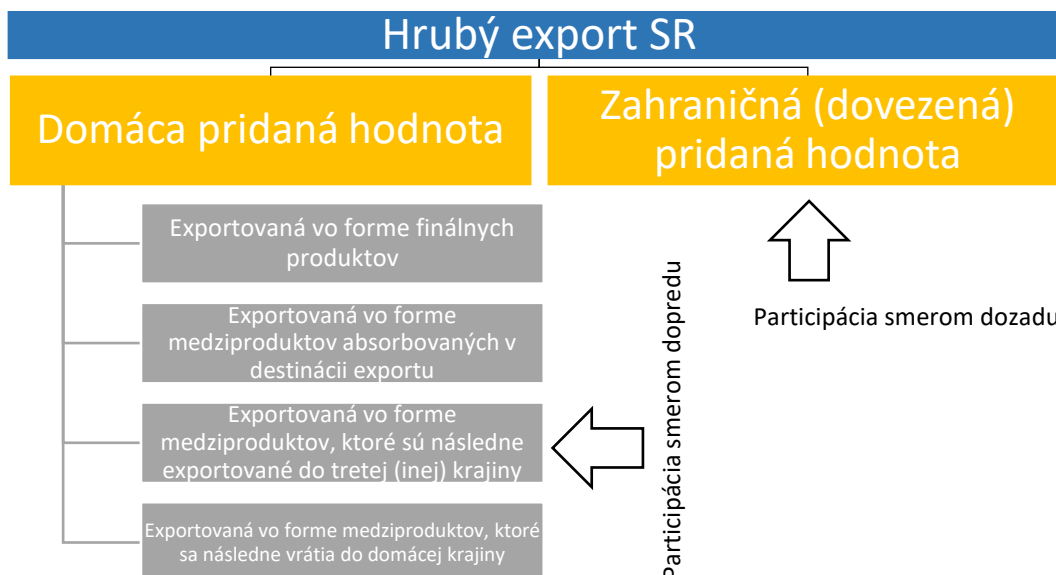 Hrubý export SR
Domáca pridaná hodnota
Zahraničná (dovezená)
pridaná hodnota
Exportovaná vo forme finálnych
produktov
Exportovaná vo forme
medziproduktov absorbovaných v
destinácii exportu
Exportovaná vo forme
medziproduktov, ktoré sú následne
exportované do tretej (inej) krajiny
Exportovaná vo forme medziproduktov, ktoré
sa následne vrátia do domácej krajiny
Participácia smerom dopredu
Participácia smerom dozadu